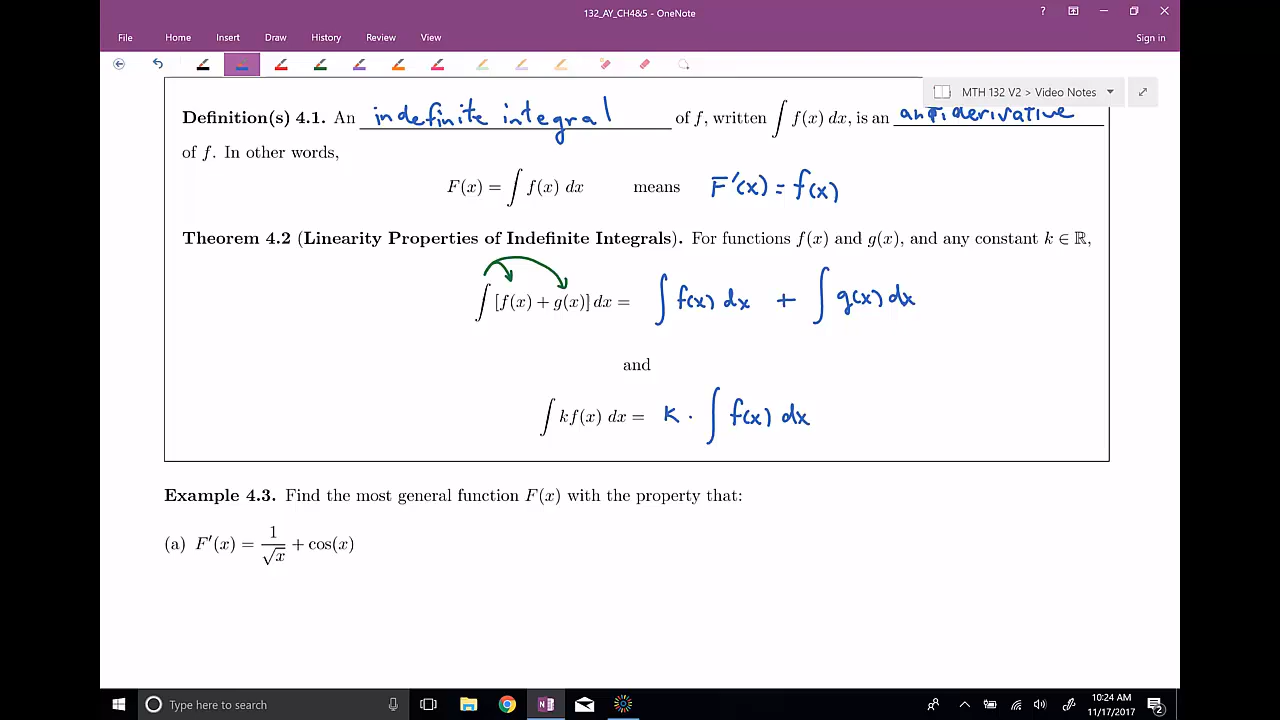 132_AY_CH4&5 - OneNote
?
File Home Insert Draw History Review View Sign in
MTH 132 V2 > Video Notes
Definition(s) 4.1. An indefinite integral of f, written ∫ f(x) dx, is an antiderivative
of f. In other words,
F(x) = ∫ f(x) dx means F'(x) = f(x)
Theorem 4.2 (Linearity Properties of Indefinite Integrals). For functions f(x) and g(x), and any constant k ∈ ℝ,
∫ [f(x) + g(x)] dx = ∫ f(x) dx + ∫ g(x) dx
and
∫ kf(x) dx = K · ∫ f(x) dx
Example 4.3. Find the most general function F(x) with the property that:
(a) F′(x) = 1/√x + cos(x)
Type here to search
10:24 AM
11/17/2017
2